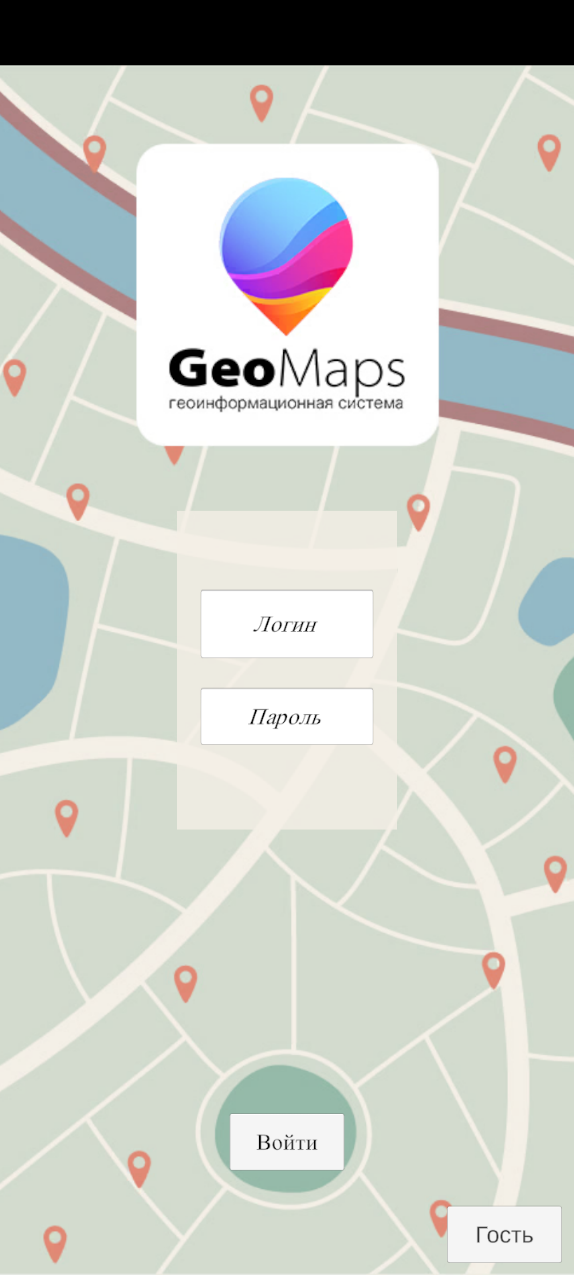 GeoMaps
геоинформационная система
Логин
Пароль
Войти
Гость